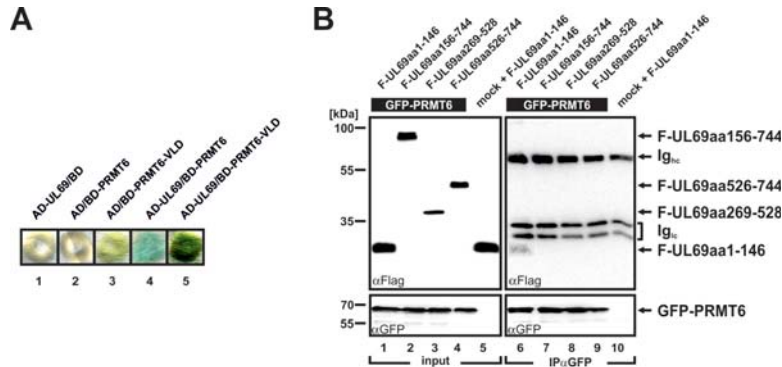 A
AD-UL69/BD
AD/BD-PRMT6
AD/BD-PRMT6-VLD
AD-UL69/BD-PRMT6
AD-UL69/BD-PRMT6-VLD
1 2 3 4 5
B
F-UL69aa1-146
F-UL69aa156-744
F-UL69aa269-528
F-UL69aa526-744
mock + F-UL69aa1-146
F-UL69aa1-146
F-UL69aa156-744
F-UL69aa269-528
F-UL69aa526-744
mock + F-UL69aa1-146
GFP-PRMT6
GFP-PRMT6
[kDa]
100
55
35
αFlag
αFlag
F-UL69aa156-744
Ighc
F-UL69aa526-744
F-UL69aa269-528
Iglc
F-UL69aa1-146
70
55
αGFP
αGFP
GFP-PRMT6
1 2 3 4 5 6 7 8 9 10
input
IPαGFP